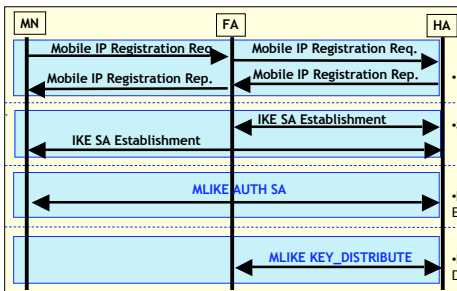 MN FA HA
Mobile IP Registration Req. Mobile IP Registration Req.
Mobile IP Registration Rep. Mobile IP Registration Rep.
IKE SA Establishment
IKE SA Establishment
MLIKE AUTH SA
MLIKE KEY_DISTRIBUTE